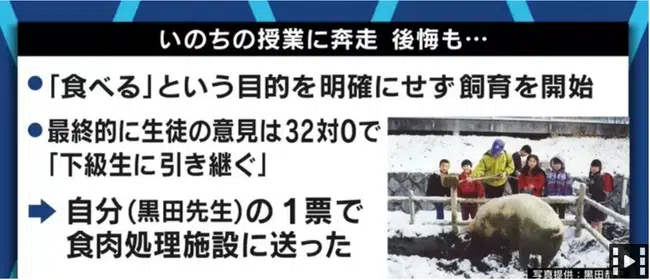 いのちの授業に奔走 後悔も…
●「食べる」という目的を明確にせず飼育を開始
●最終的に生徒の意見は32対0で
「下級生に引き継ぐ」
➡自分(黒田先生)の1票で
食肉処理施設に送った
写真提供:黒田